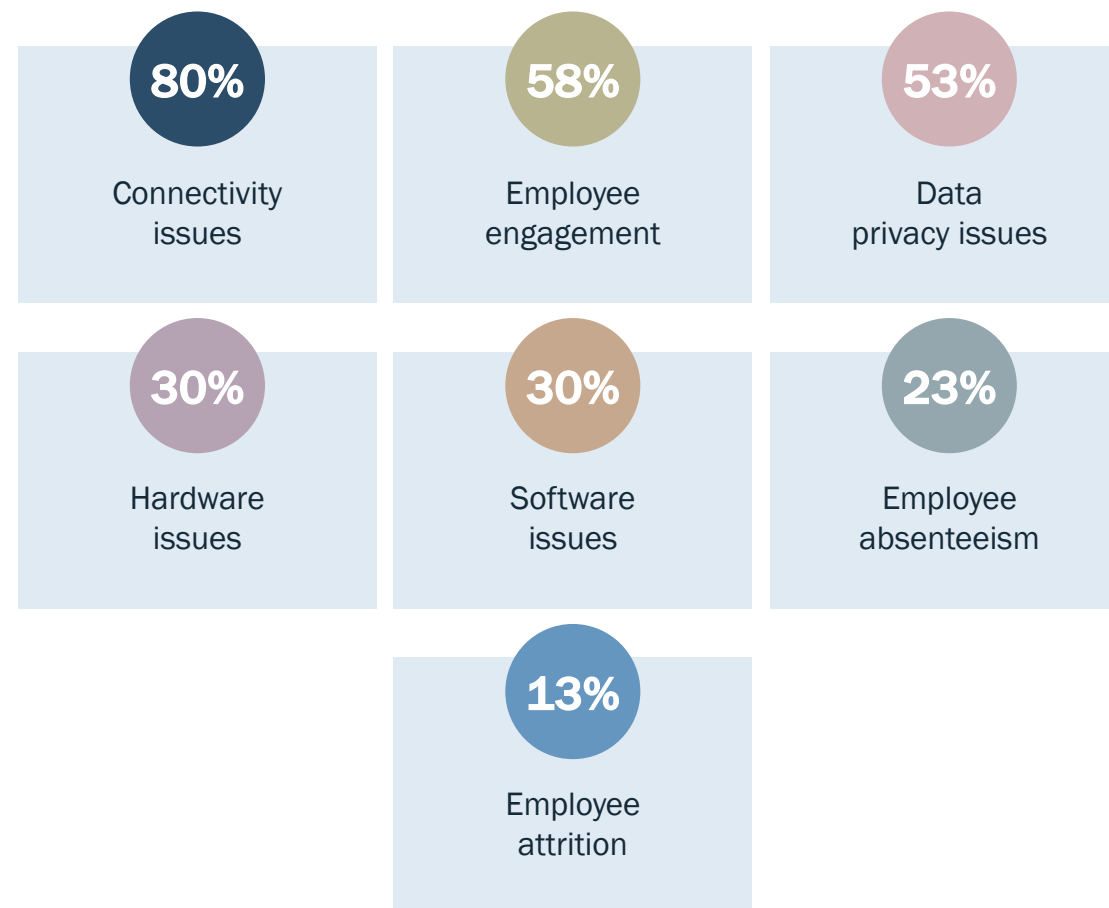 80%
Connectivity
issues
58%
Employee
engagement
53%
Data
privacy issues
30%
Hardware
issues
30%
Software
issues
23%
Employee
absenteeism
13%
Employee
attrition